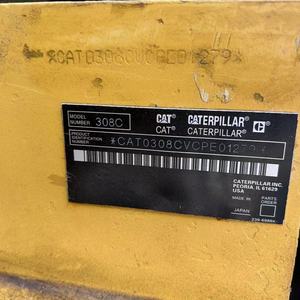 *CAT0308CVCPE01279*
MODEL NUMBER 308C CAT CATERPILLAR C
CAT CATERPILLAR
PRODUCT IDENTIFICATION NUMBER *CAT0308CVCPE01279*
CATERPILLAR INC.
PEORIA, IL 61629
USA
MADE IN PARTS ORDER
JAPAN